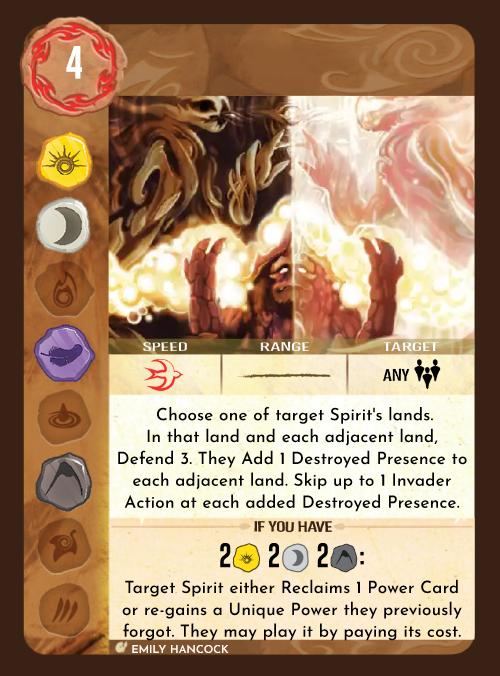 4
SPEED RANGE TARGET
ANY
Choose one of target Spirit's lands.
In that land and each adjacent land,
Defend 3. They Add 1 Destroyed Presence to
each adjacent land. Skip up to 1 Invader
Action at each added Destroyed Presence.
IF YOU HAVE
2 2 2 :
Target Spirit either Reclaims 1 Power Card
or re-gains a Unique Power they previously
forgot. They may play it by paying its cost.
EMILY HANCOCK